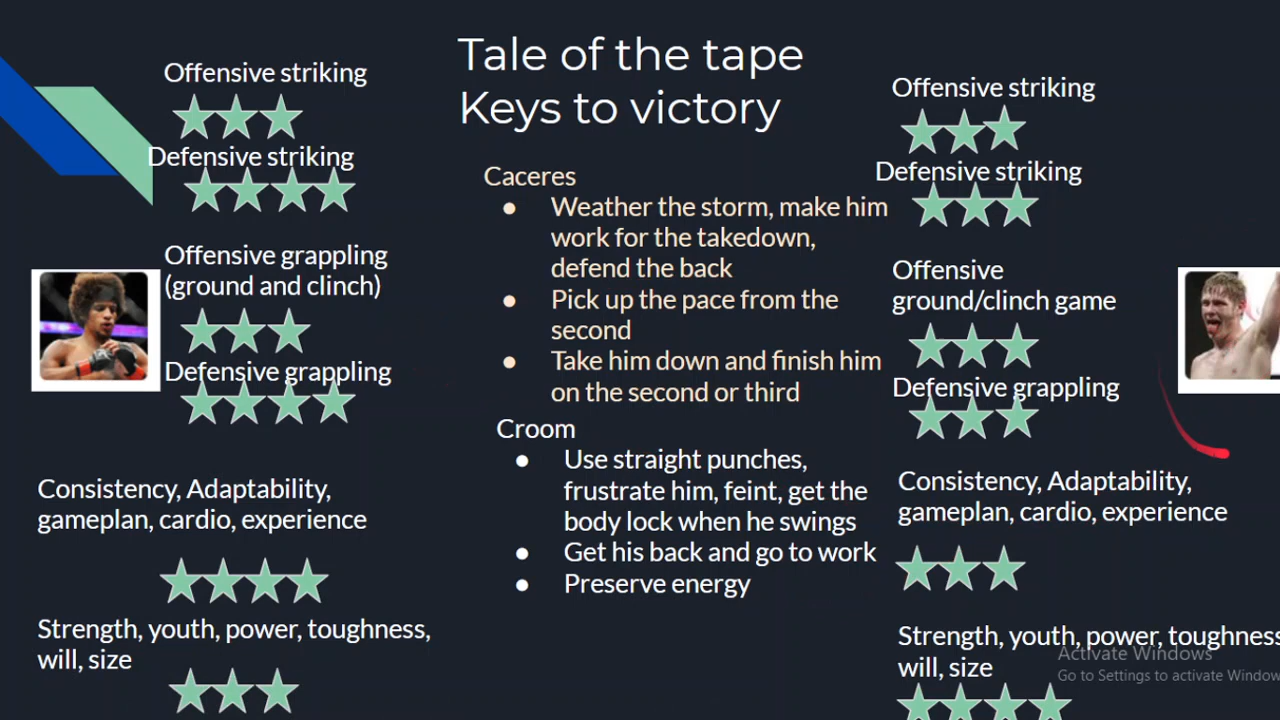 Tale of the tape
Keys to victory
Offensive striking
Defensive striking
Offensive grappling
(ground and clinch)
Defensive grappling
Consistency, Adaptability,
gameplan, cardio, experience
Strength, youth, power, toughness,
will, size
Caceres
● Weather the storm, make him
work for the takedown,
defend the back
● Pick up the pace from the
second
● Take him down and finish him
on the second or third
Croom
● Use straight punches,
frustrate him, feint, get the
body lock when he swings
● Get his back and go to work
● Preserve energy
Offensive striking
Defensive striking
Offensive
ground/clinch game
Defensive grappling
Consistency, Adaptability,
gameplan, cardio, experience
Strength, youth, power, toughness
will, size
Activate Windows
Go to Settings to activate Window